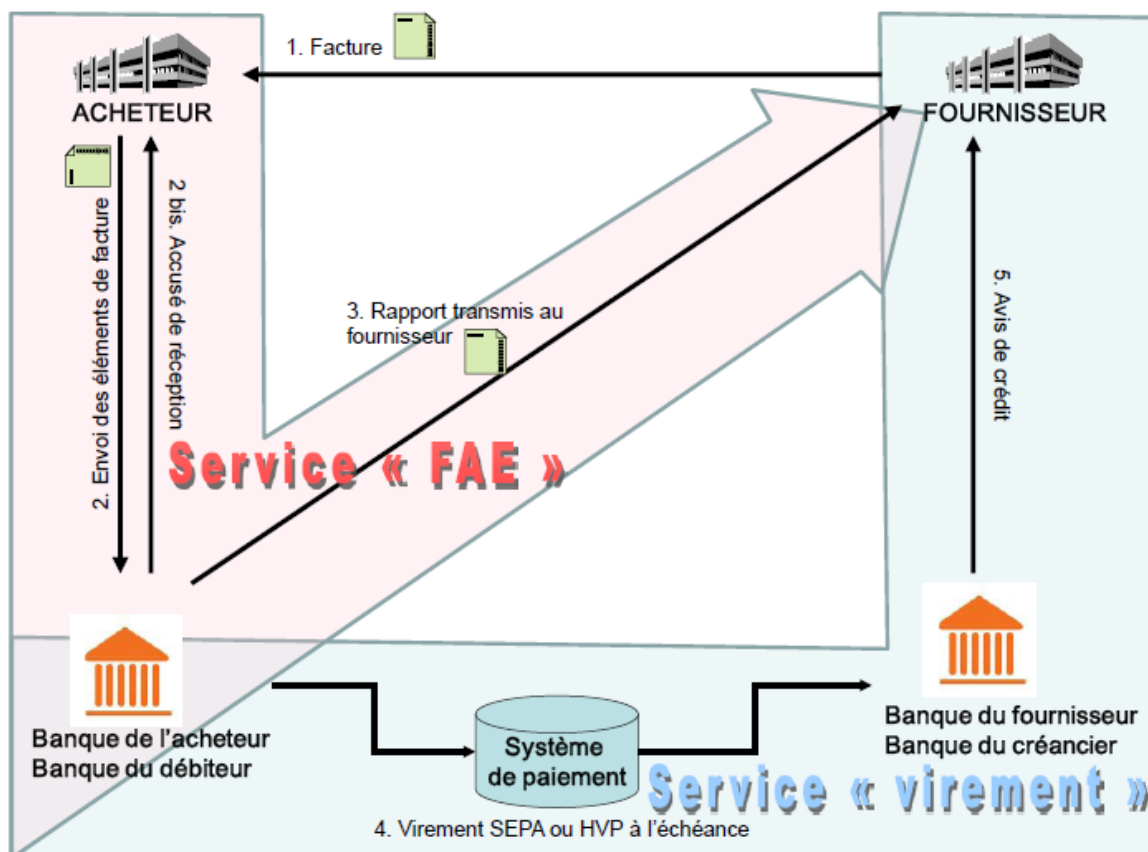 1. Facture
ACHETEUR
FOURNISSEUR
2. Envoi des éléments de facture
2 bis. Accusé de
réception
3. Rapport transmis au
fournisseur
5. Avis de crédit
Service « FAE »
Banque de l'acheteur
Banque du débiteur
Système
de paiement
Banque du fournisseur
Banque du créancier
Service « virement »
4. Virement SEPA ou HVP à l'échéance